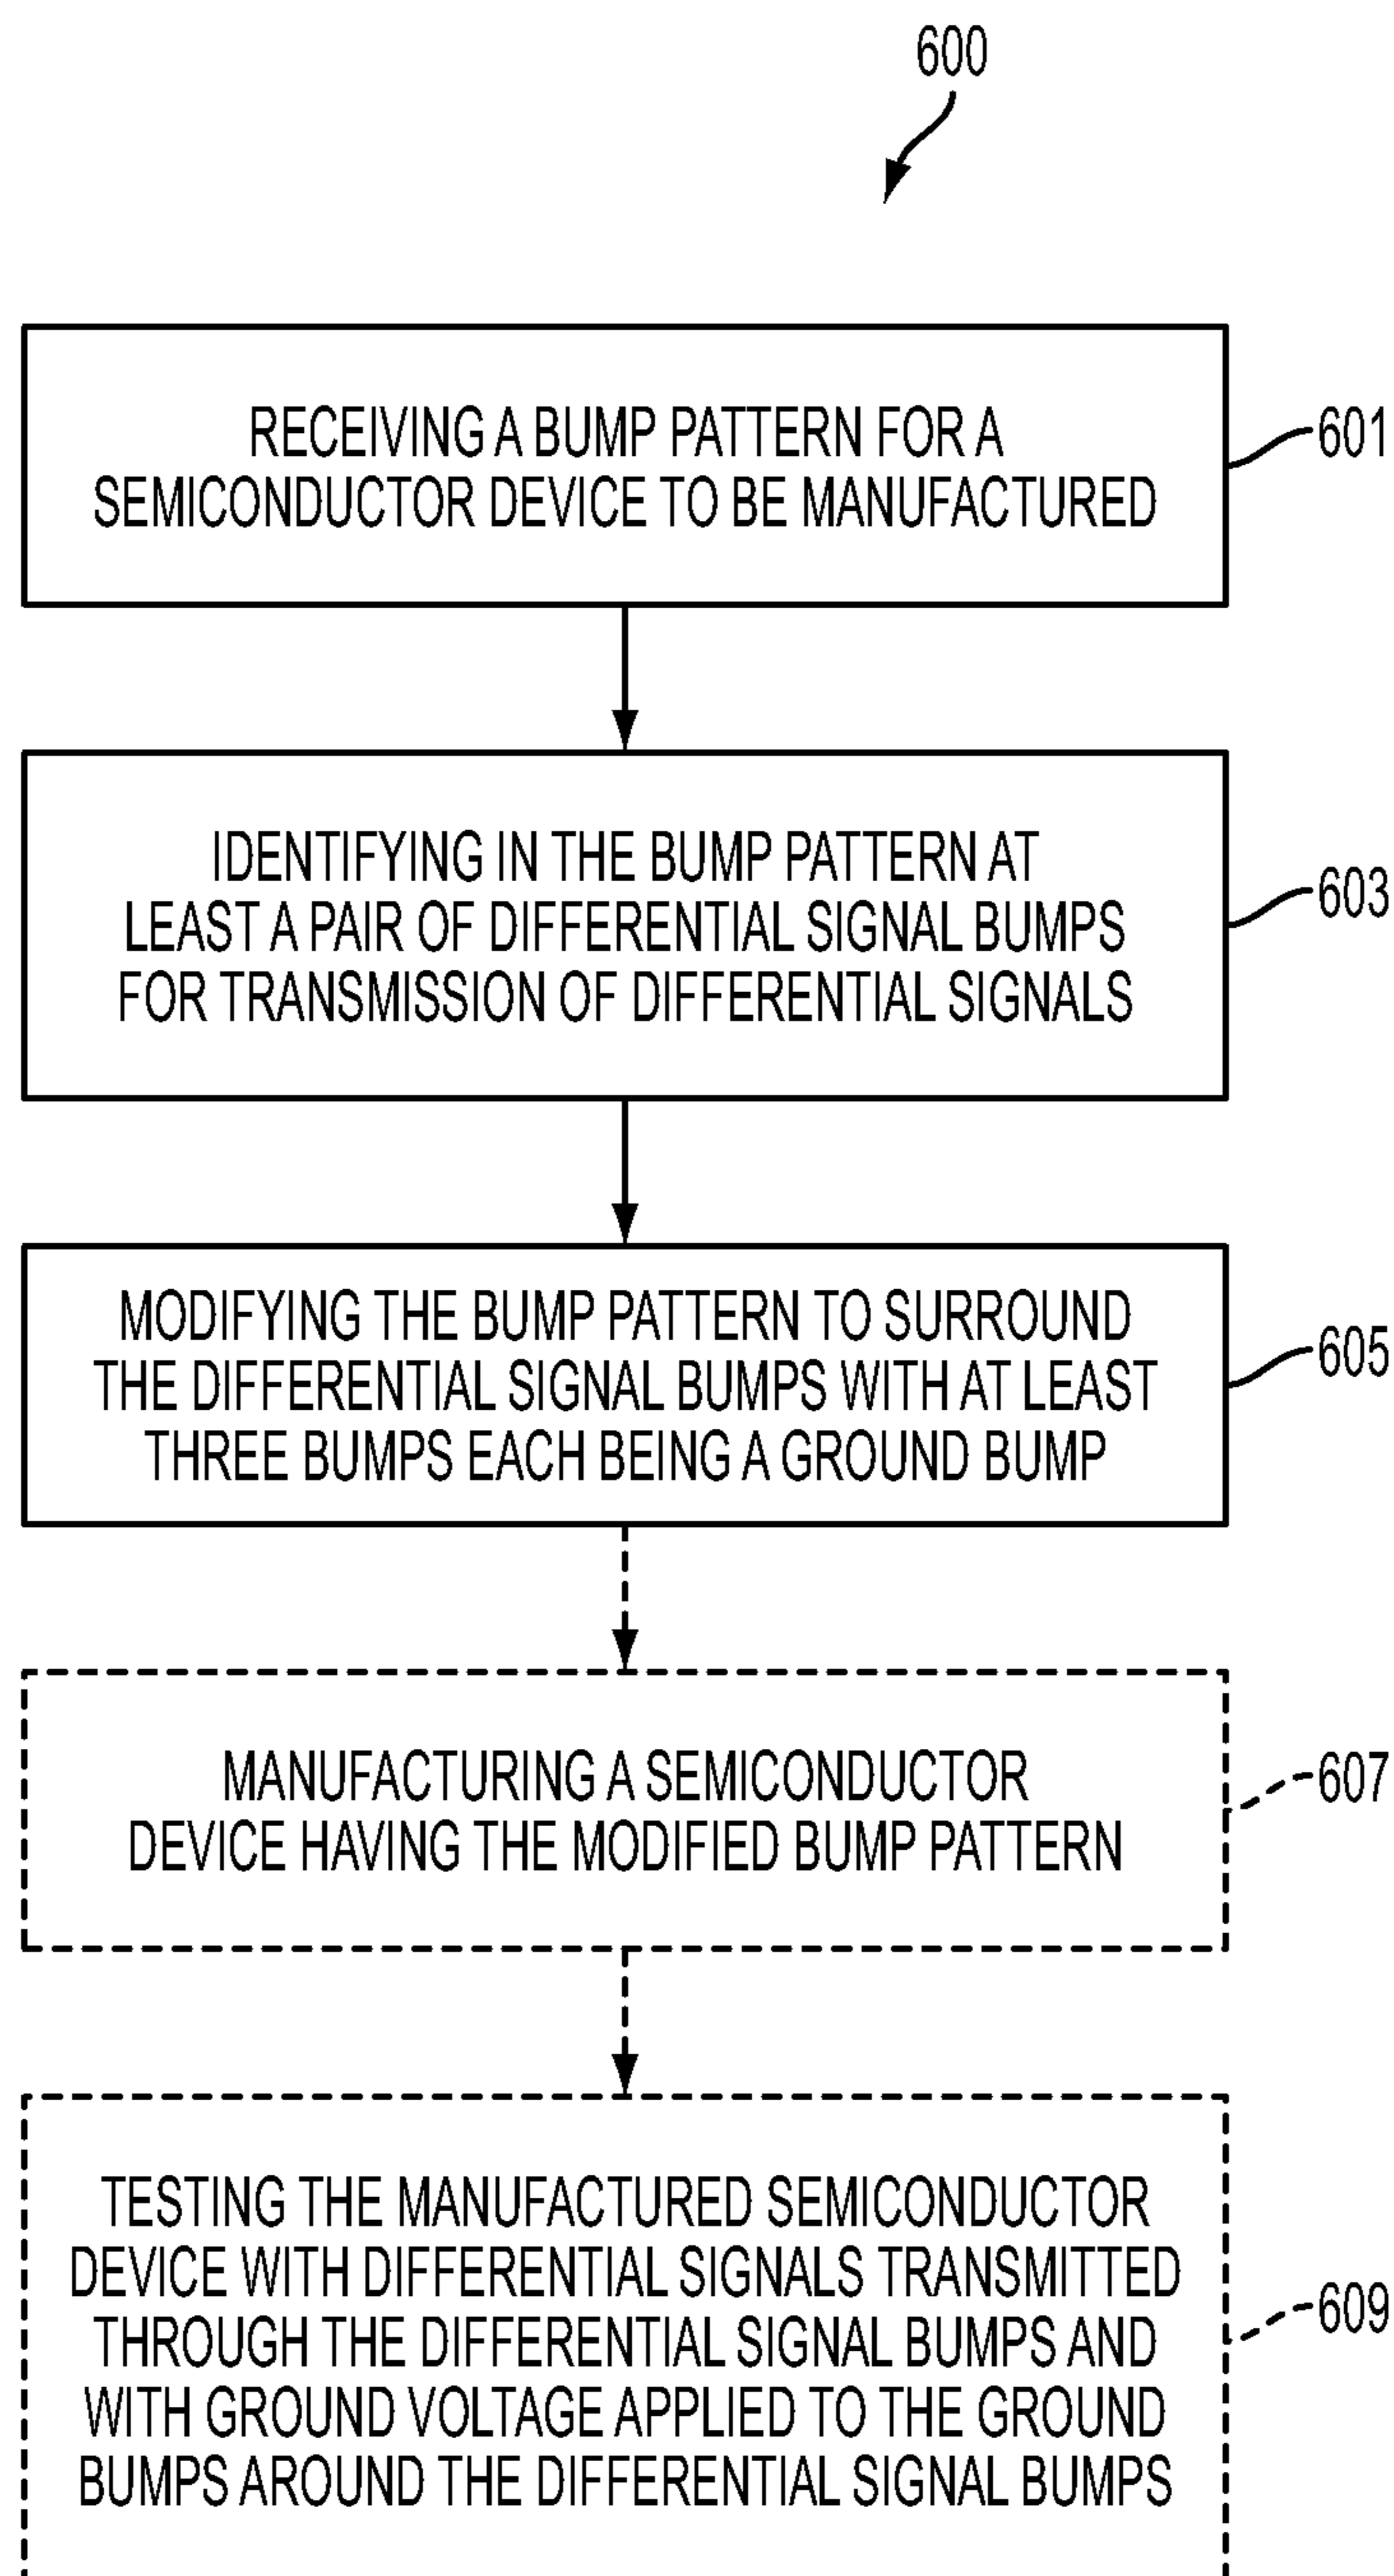 600
RECEIVING A BUMP PATTERN FOR A
SEMICONDUCTOR DEVICE TO BE MANUFACTURED
601
IDENTIFYING IN THE BUMP PATTERN AT
LEAST A PAIR OF DIFFERENTIAL SIGNAL BUMPS
FOR TRANSMISSION OF DIFFERENTIAL SIGNALS
603
MODIFYING THE BUMP PATTERN TO SURROUND
THE DIFFERENTIAL SIGNAL BUMPS WITH AT LEAST
THREE BUMPS EACH BEING A GROUND BUMP
605
MANUFACTURING A SEMICONDUCTOR
DEVICE HAVING THE MODIFIED BUMP PATTERN
607
TESTING THE MANUFACTURED SEMICONDUCTOR
DEVICE WITH DIFFERENTIAL SIGNALS TRANSMITTED
THROUGH THE DIFFERENTIAL SIGNAL BUMPS AND
WITH GROUND VOLTAGE APPLIED TO THE GROUND
BUMPS AROUND THE DIFFERENTIAL SIGNAL BUMPS
609